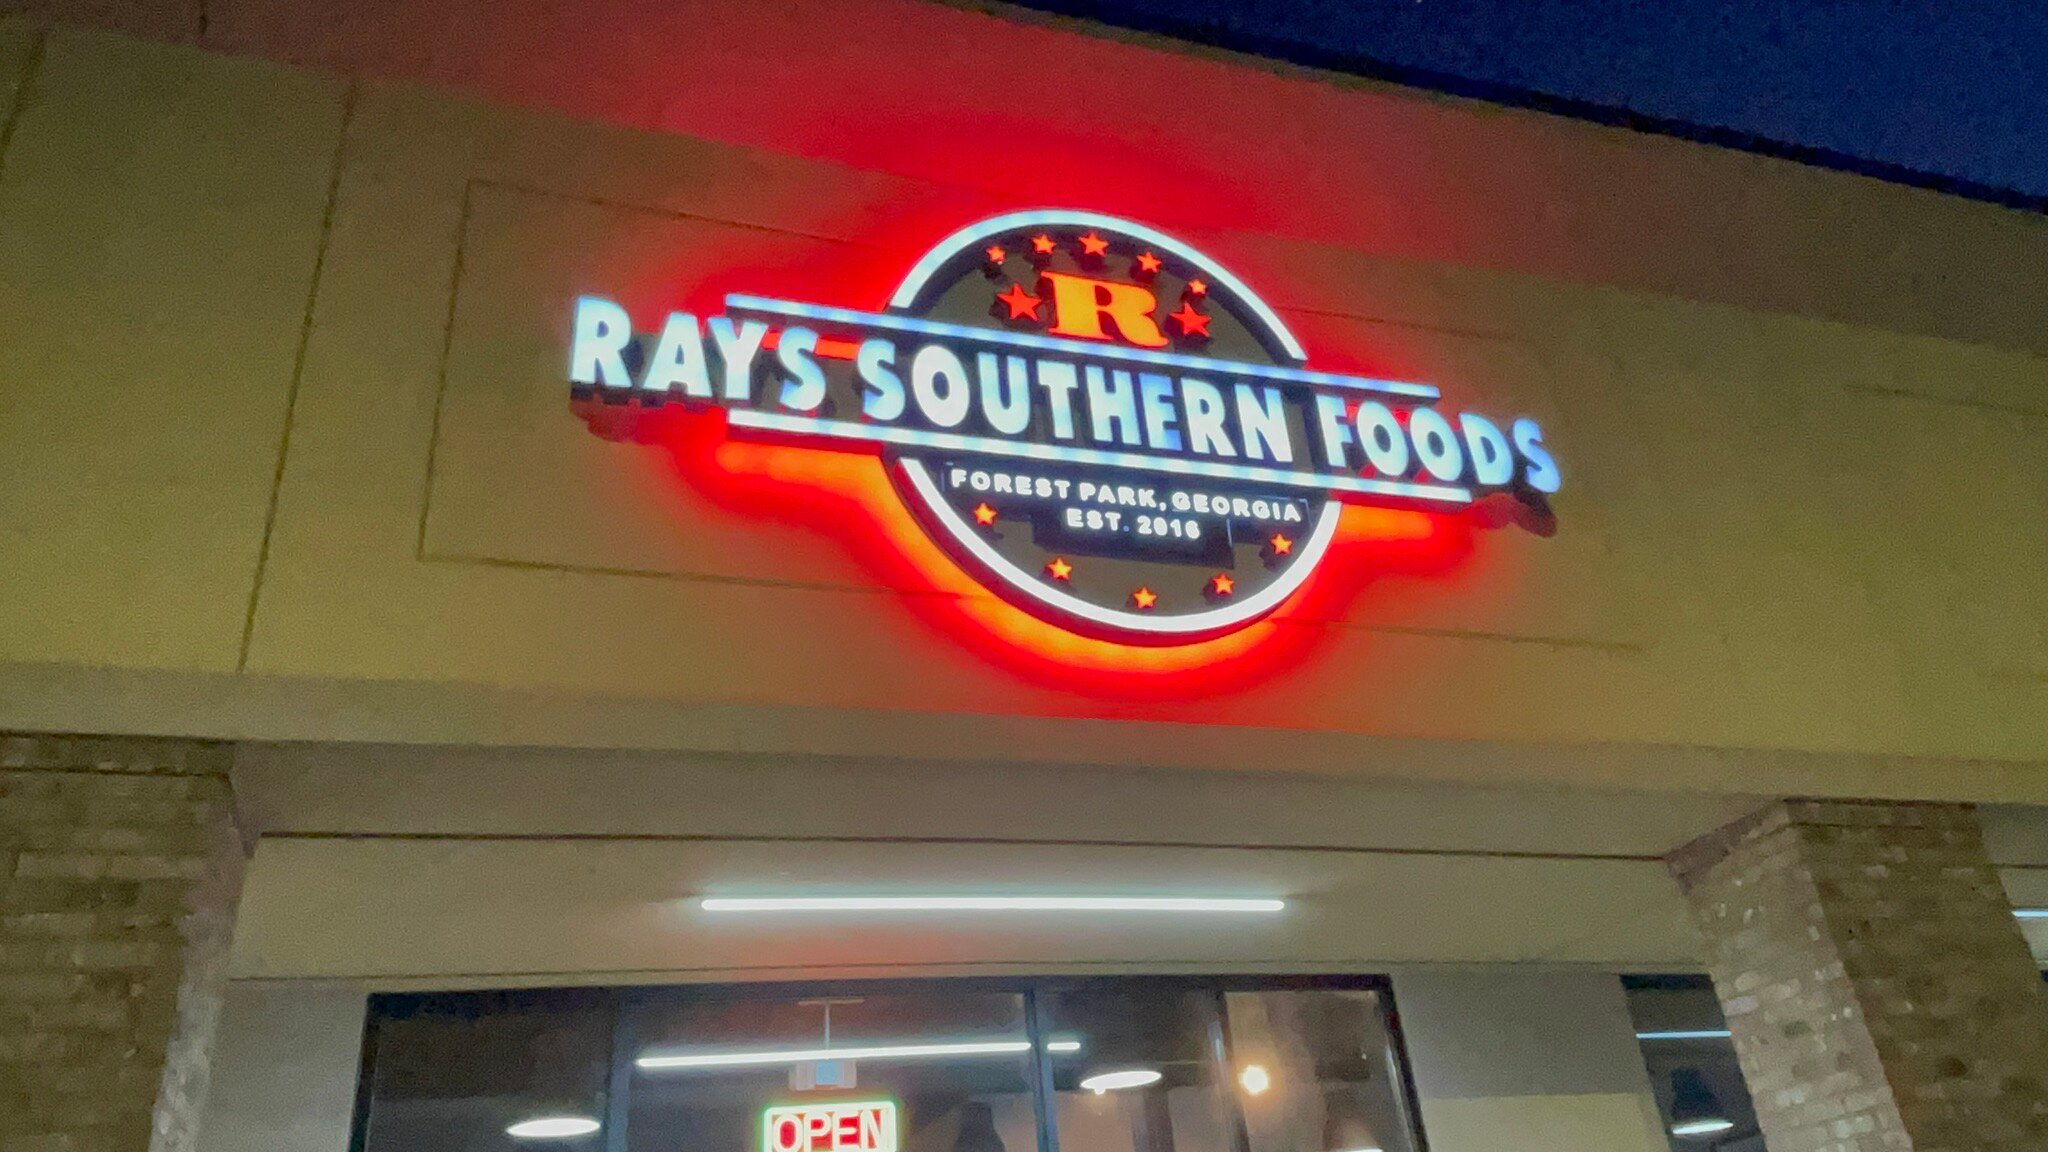 R
RAYS SOUTHERN FOODS
FOREST PARK, GEORGIA
EST. 2016
OPEN